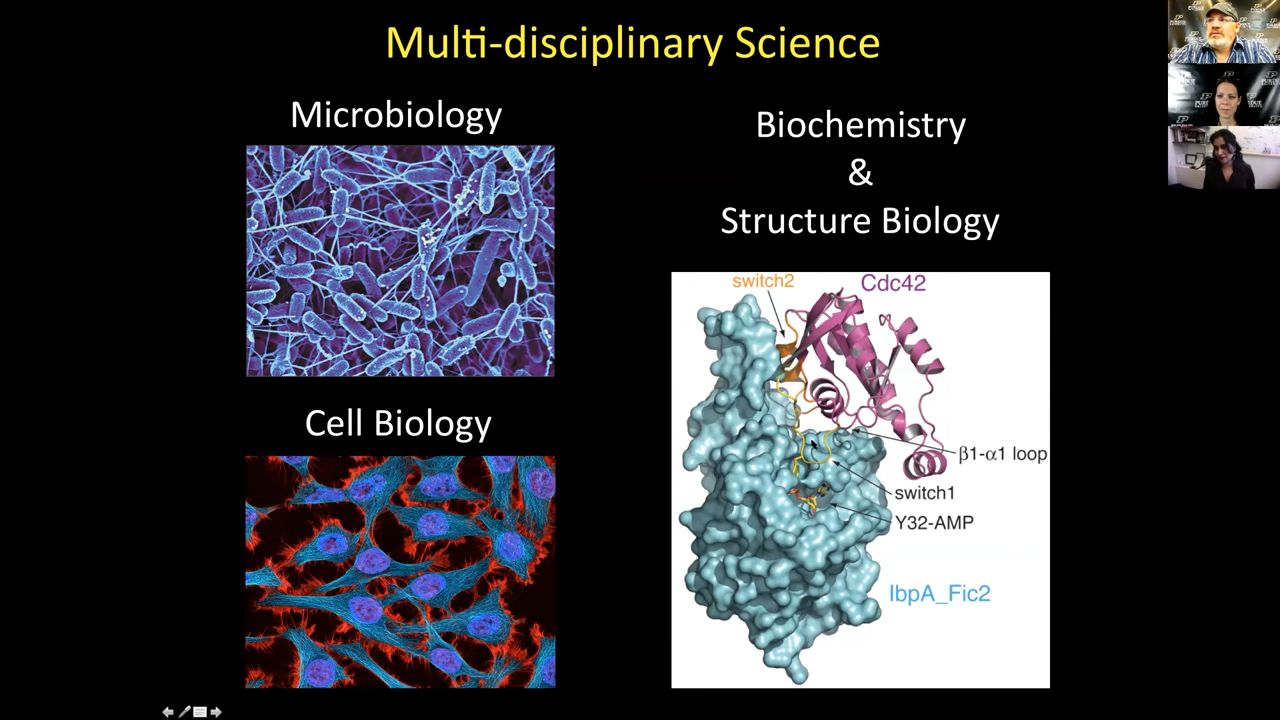 Multi-disciplinary Science
Microbiology
Cell Biology
Biochemistry
&
Structure Biology
switch2
Cdc42
β1-α1 loop
switch1
Y32-AMP
IbpA_Fic2